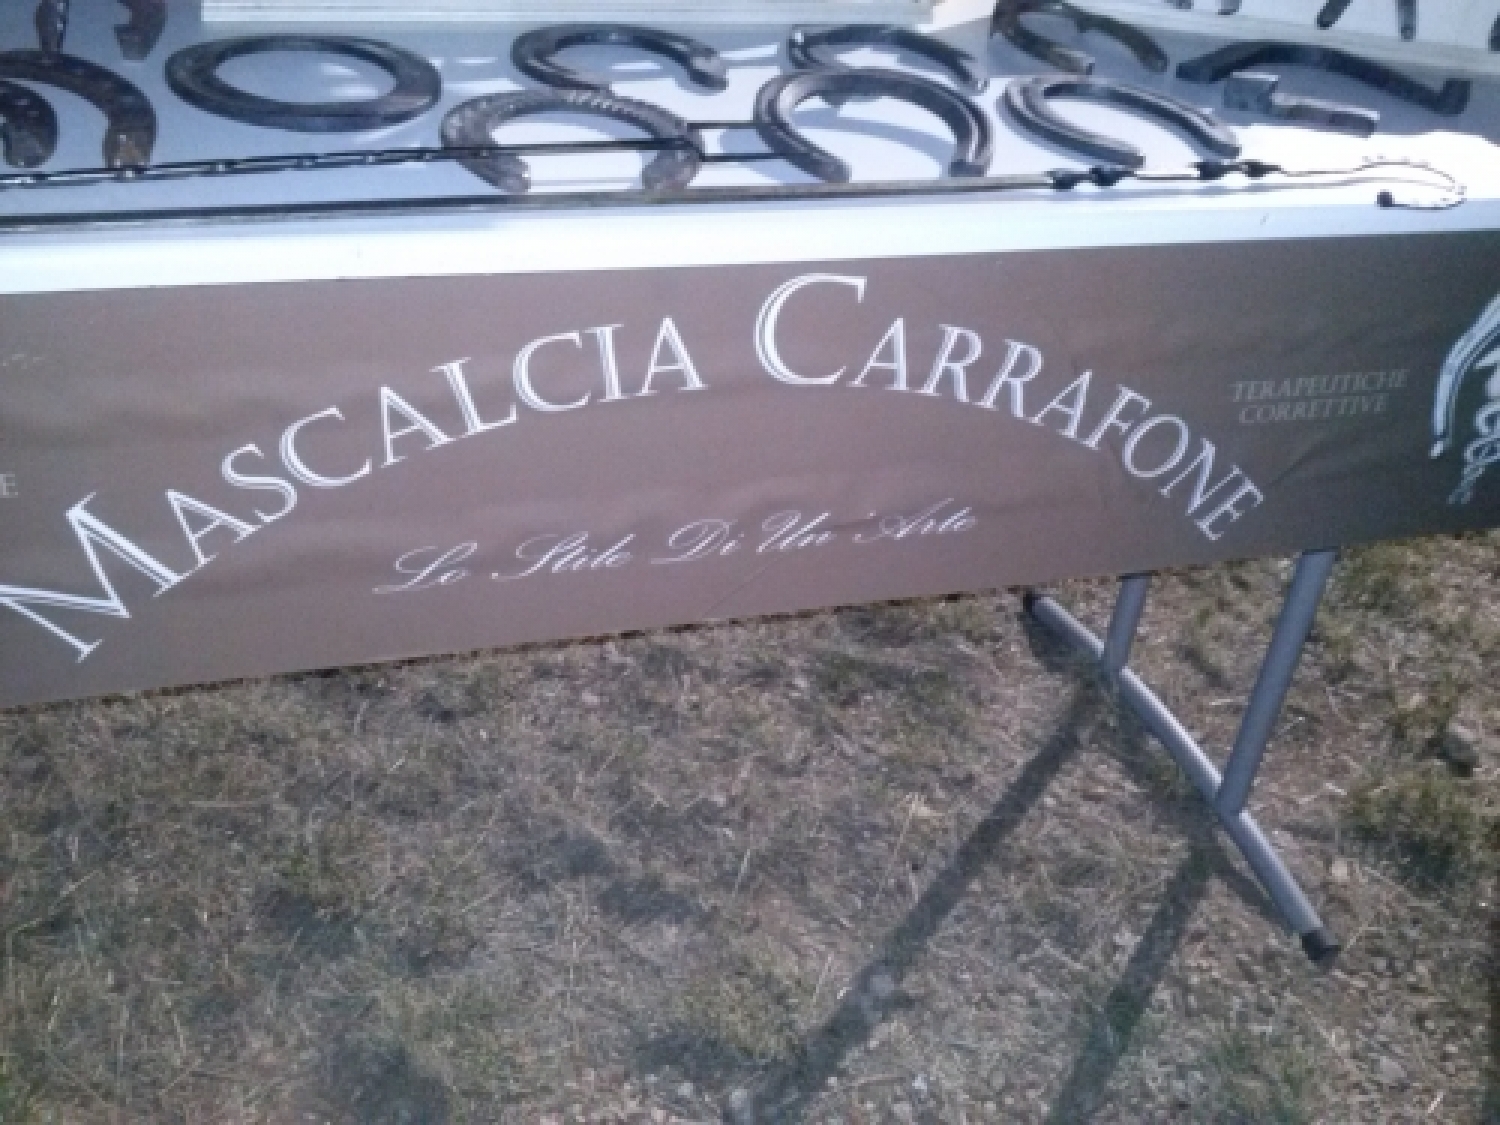 MASCALCIA CARRAFONE
Lo Stile Di Un'Arte
TERAPEUTICHE
CORRETTIVE